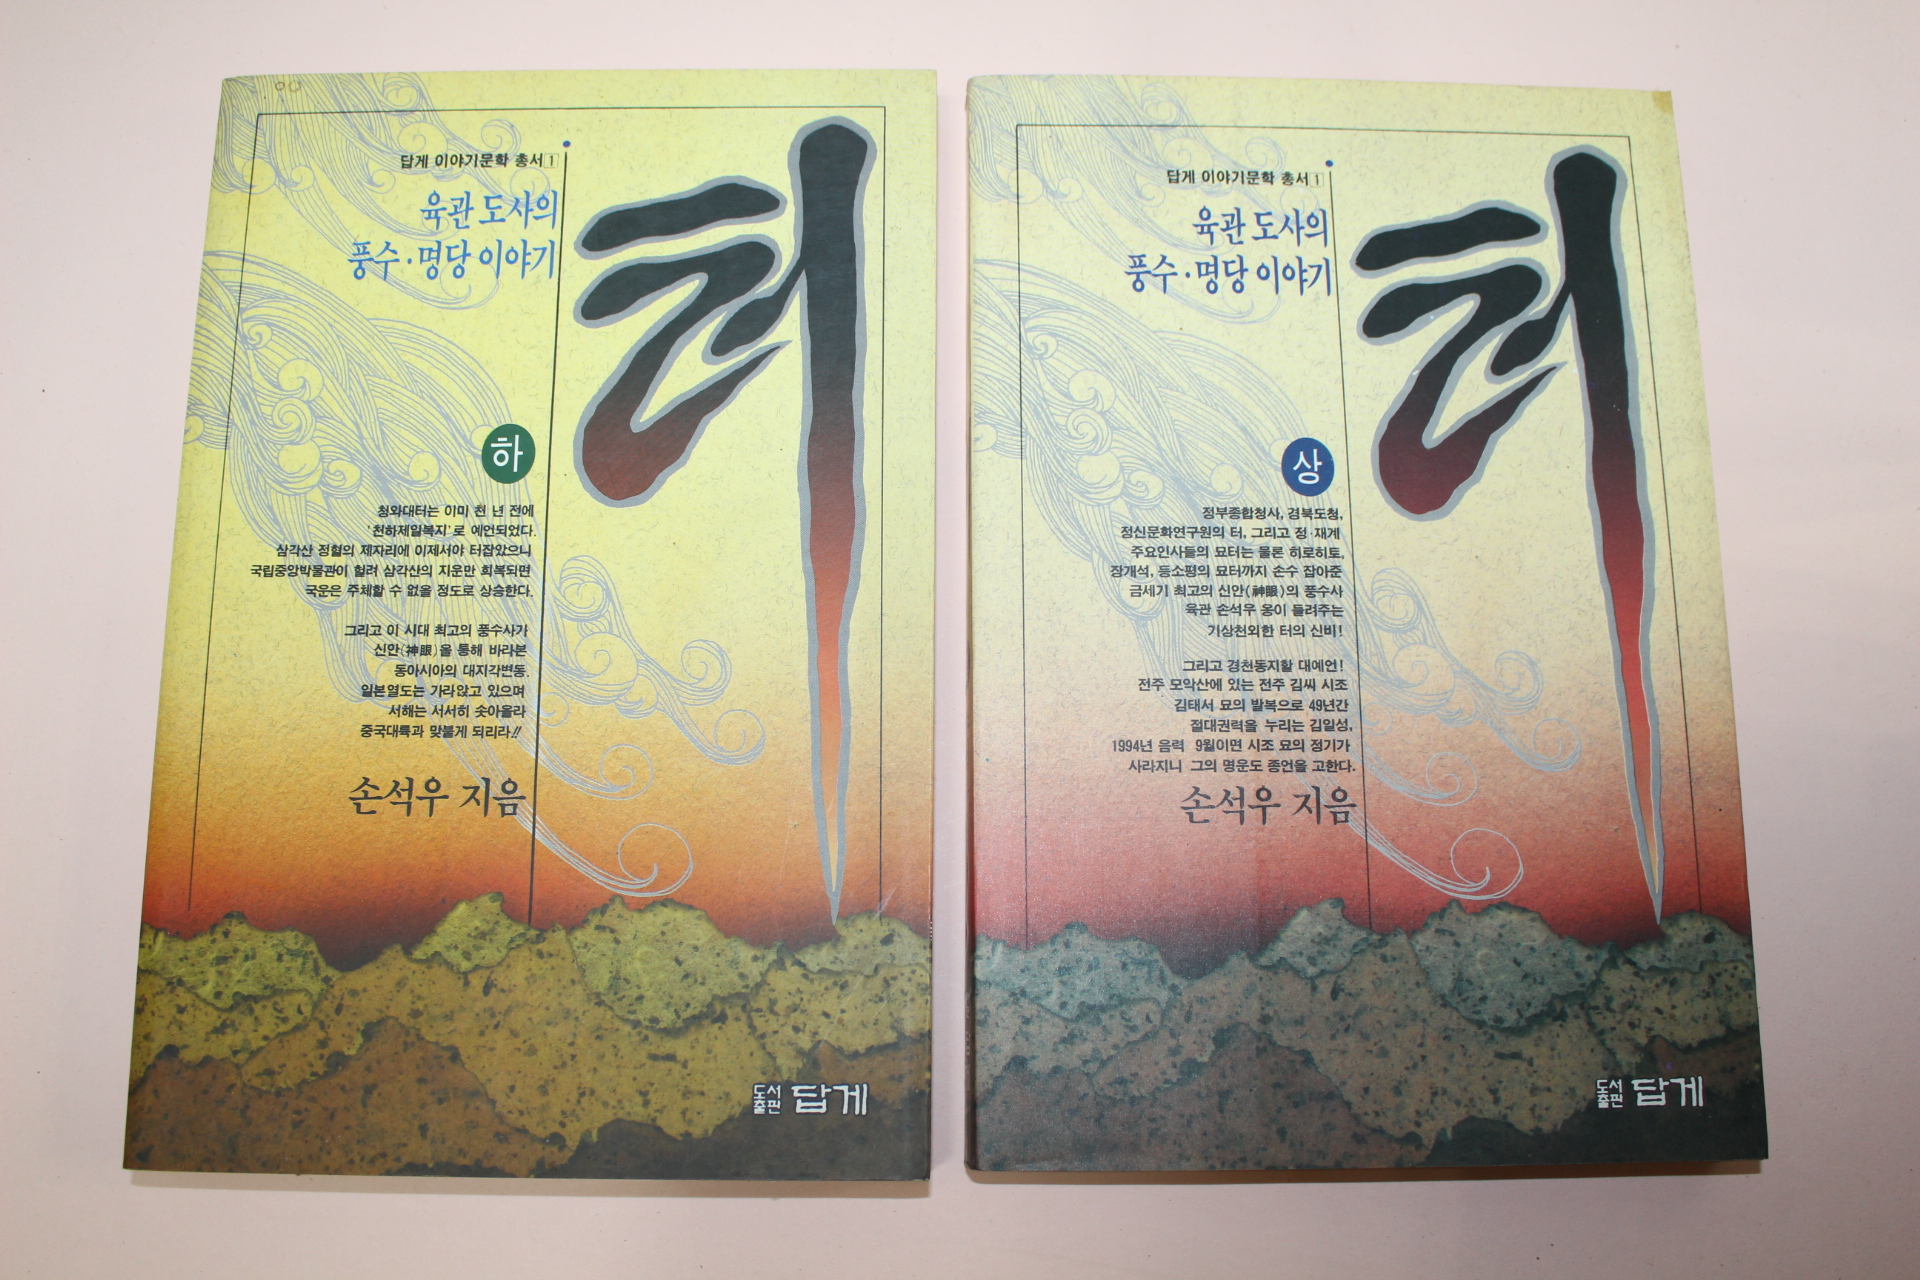 답게 이야기문학 총서 1
육관 도사의
풍수·명당 이야기
터
하
청와대터는 이미 천 년 전에
'천하제일복지'로 예언되었다.
삼각산 정혈의 제자리에 이제서야 터잡았으니
국립중앙박물관이 헐려 삼각산의 지운만 회복되면
국운은 주체할 수 없을 정도로 상승한다.
그리고 이 시대 최고의 풍수사가
신안(神眼)을 통해 바라본
동아시아의 대지각변동.
일본열도는 가라앉고 있으며
서해는 서서히 솟아올라
중국대륙과 맞붙게 되리라!!
손석우 지음
도서출판 답게
답게 이야기문학 총서 1
육관 도사의
풍수·명당 이야기
터
상
정부종합청사, 경북도청,
정신문화연구원의 터, 그리고 정·재계
주요인사들의 묘터는 물론 히로히토,
장개석, 등소평의 묘터까지 손수 잡아준
금세기 최고의 신안(神眼)의 풍수사
육관 손석우 옹이 들려주는
기상천외한 터의 신비!
그리고 경천동지할 대예언!
전주 모악산에 있는 전주 김씨 시조
김태서 묘의 발복으로 49년간
절대권력을 누리는 김일성,
1994년 음력 9월이면 시조 묘의 정기가
사라지니 그의 명운도 종언을 고한다.
손석우 지음
도서출판 답게